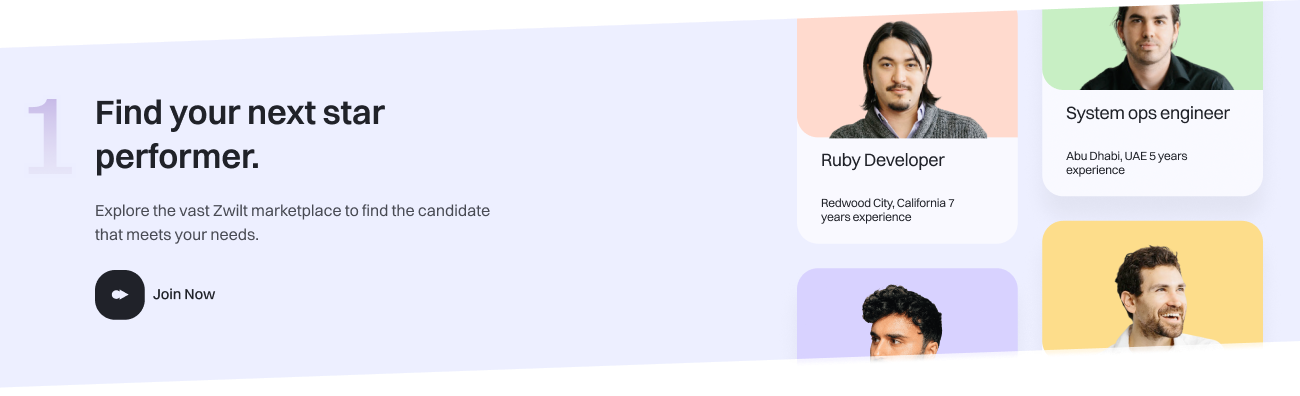 1
Find your next star
performer.
Explore the vast Zwilt marketplace to find the candidate
that meets your needs.
Join Now
Ruby Developer
Redwood City, California 7
years experience
System ops engineer
Abu Dhabi, UAE 5 years
experience